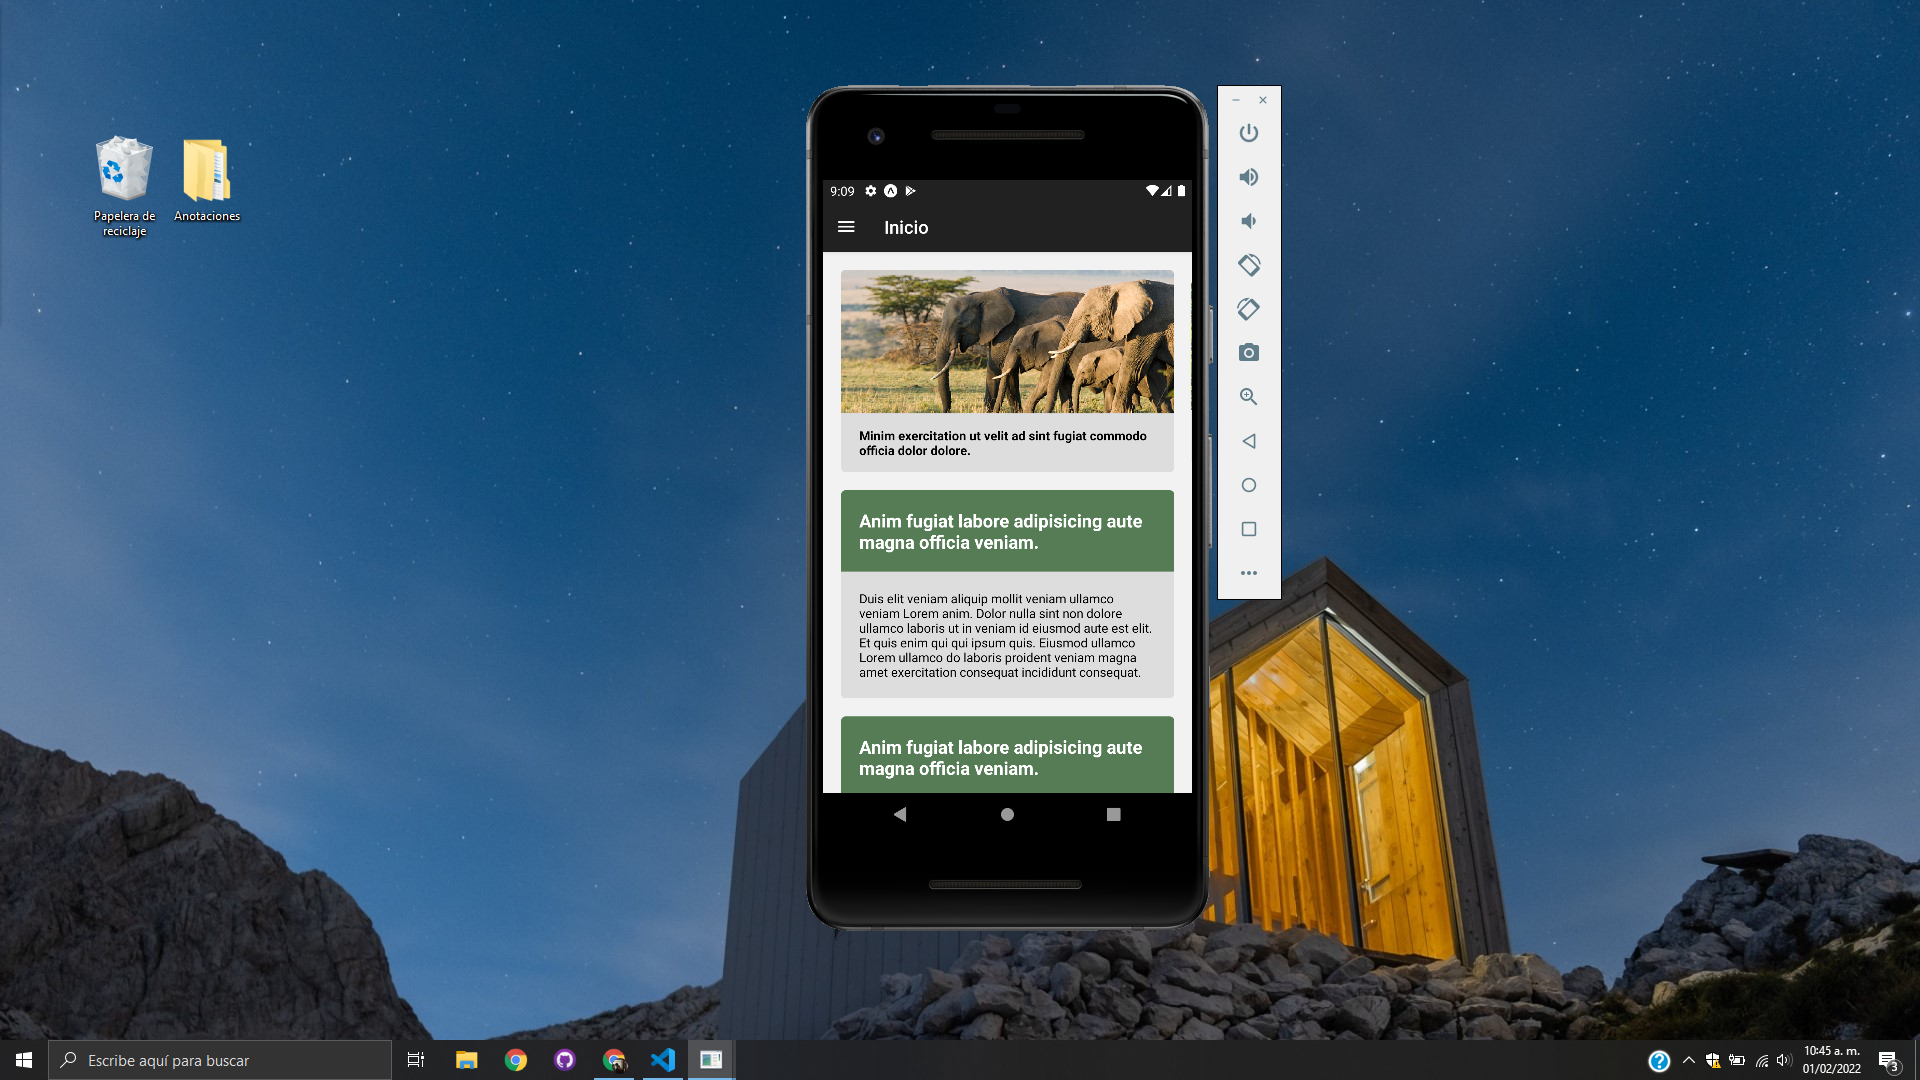 Papelera de
reciclaje
Anotaciones
9:09
Inicio
Minim exercitation ut velit ad sint fugiat commodo
officia dolor dolore.
Anim fugiat labore adipisicing aute
magna officia veniam.
Duis elit veniam aliquip mollit veniam ullamco
veniam Lorem anim. Dolor nulla sint non dolore
ullamco laboris ut in veniam id eiusmod aute est elit.
Et quis enim qui qui ipsum quis. Eiusmod ullamco
Lorem ullamco do laboris proident veniam magna
amet exercitation consequat incididunt consequat.
Anim fugiat labore adipisicing aute
magna officia veniam.
Escribe aquí para buscar
10:45 a. m.
01/02/2022
3